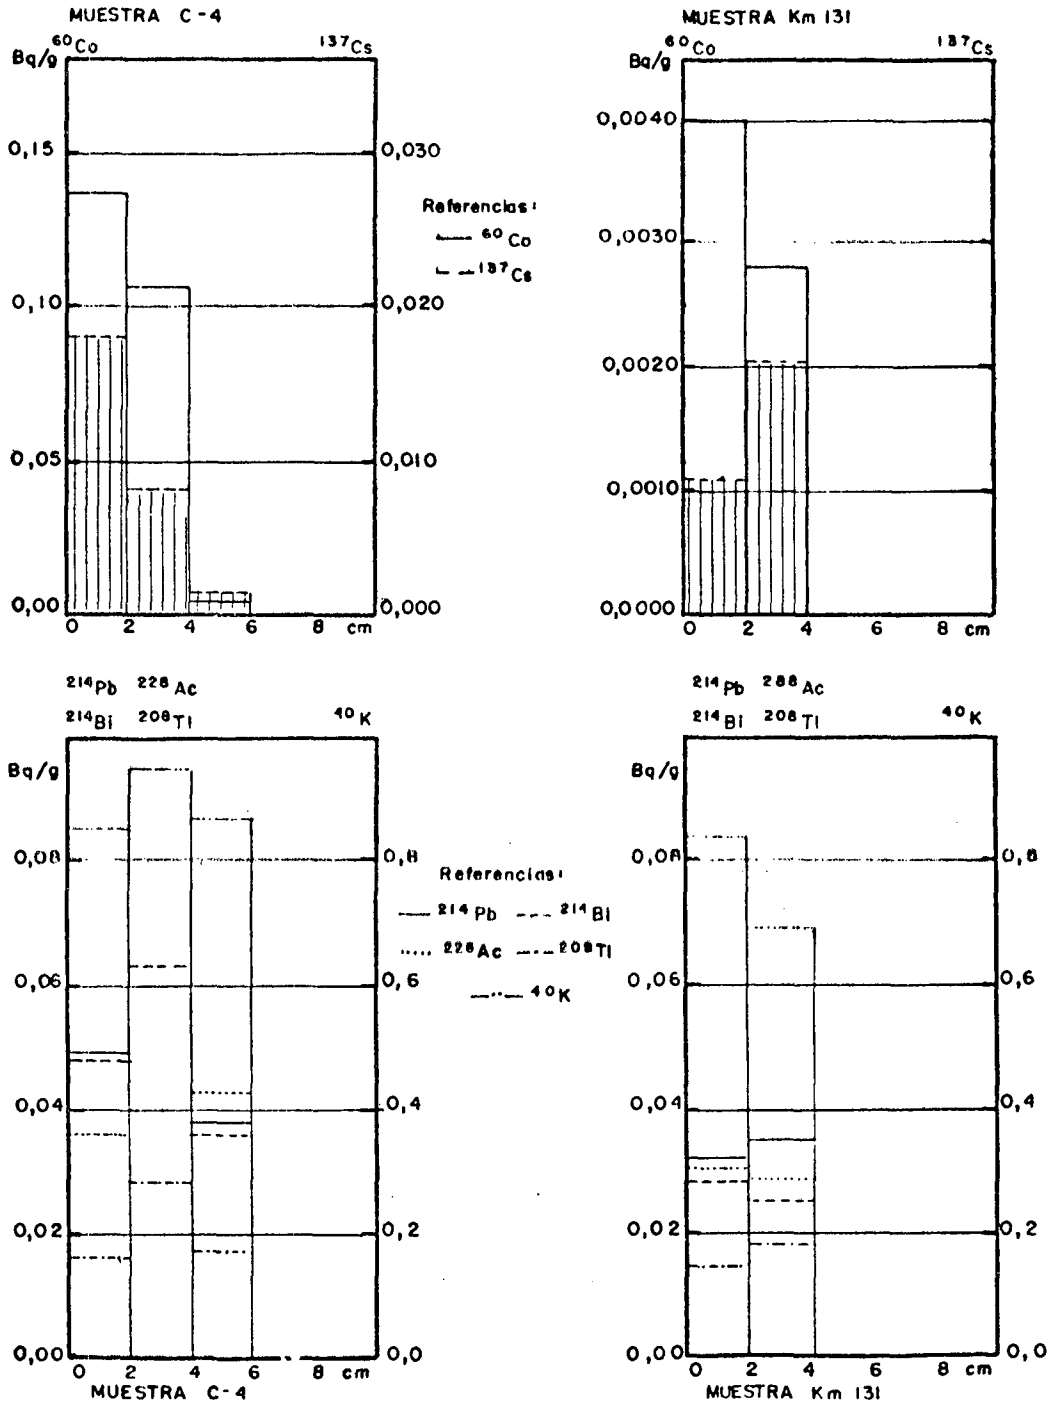 MUESTRA C-4
60Co 137Cs
Bq/g
0,15 0,030
0,10 0,020
0,05 0,010
0,00 0,000
0 2 4 6 8 cm
Referencias:
60Co
137Cs
MUESTRA Km 131
60Co 137Cs
Bq/g
0,0040
0,0030
0,0020
0,0010
0,0000
0 2 4 6 8 cm
214Pb 228Ac
214Bi 208Tl 40K
Bq/g
0,08 0,8
0,06 0,6
0,04 0,4
0,02 0,2
0,00 0,0
0 2 4 6 8 cm
MUESTRA C-4
Referencias:
214Pb 214Bi
228Ac 208Tl
40K
214Pb 288Ac
214Bi 208Tl 40K
Bq/g
0,08 0,8
0,06 0,6
0,04 0,4
0,02 0,2
0,00 0,0
0 2 4 6 8 cm
MUESTRA Km 131